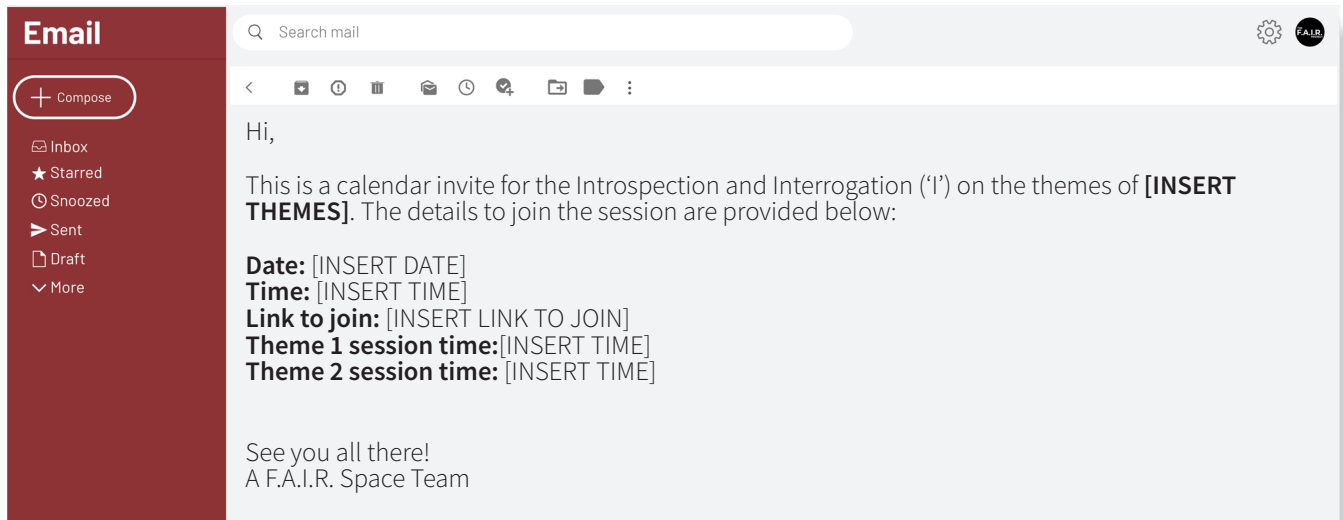 Email
Search mail
F.A.I.R.
Compose
Inbox
Starred
Snoozed
Sent
Draft
More
Hi,
This is a calendar invite for the Introspection and Interrogation (‘I’) on the themes of [INSERT
THEMES]. The details to join the session are provided below:
Date: [INSERT DATE]
Time: [INSERT TIME]
Link to join: [INSERT LINK TO JOIN]
Theme 1 session time:[INSERT TIME]
Theme 2 session time: [INSERT TIME]
See you all there!
A F.A.I.R. Space Team